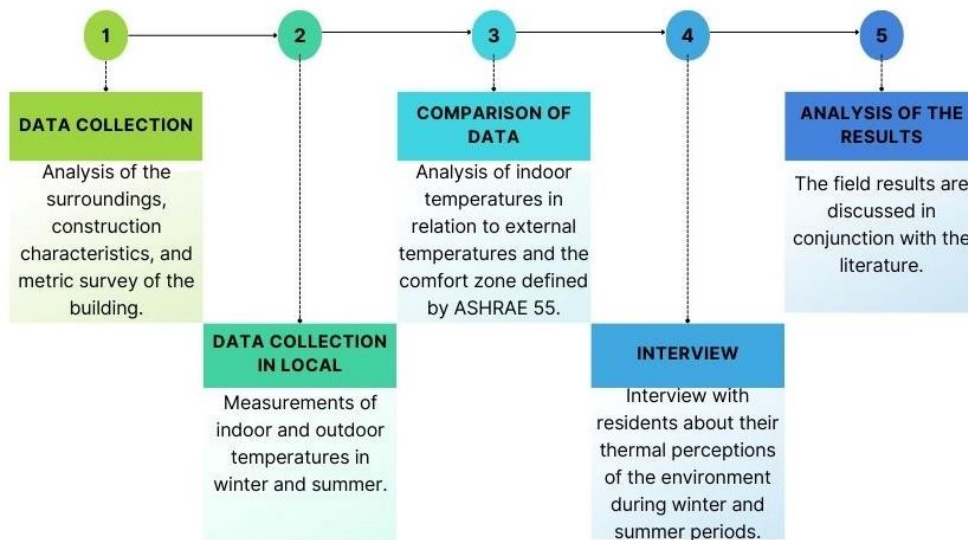 1
2
3
4
5
DATA COLLECTION
Analysis of the
surroundings,
construction
characteristics, and
metric survey of the
building.
DATA COLLECTION
IN LOCAL
Measurements of
indoor and outdoor
temperatures in
winter and summer.
COMPARISON OF
DATA
Analysis of indoor
temperatures in
relation to external
temperatures and the
comfort zone defined
by ASHRAE 55.
INTERVIEW
Interview with
residents about their
thermal perceptions
of the environment
during winter and
summer periods.
ANALYSIS OF THE
RESULTS
The field results are
discussed in
conjunction with the
literature.